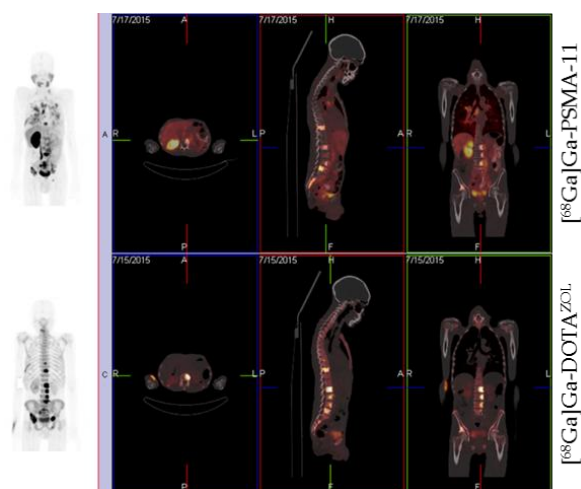 7/17/2015 A
R L
P
7/17/2015 H
P A
F
7/17/2015 H
R L
F
A
[⁶⁸Ga]Ga-PSMA-11
7/15/2015 A
R L
P
7/15/2015 H
P A
F
7/15/2015 H
R L
F
C
[⁶⁸Ga]Ga-DOTAᶻᴼᴸ